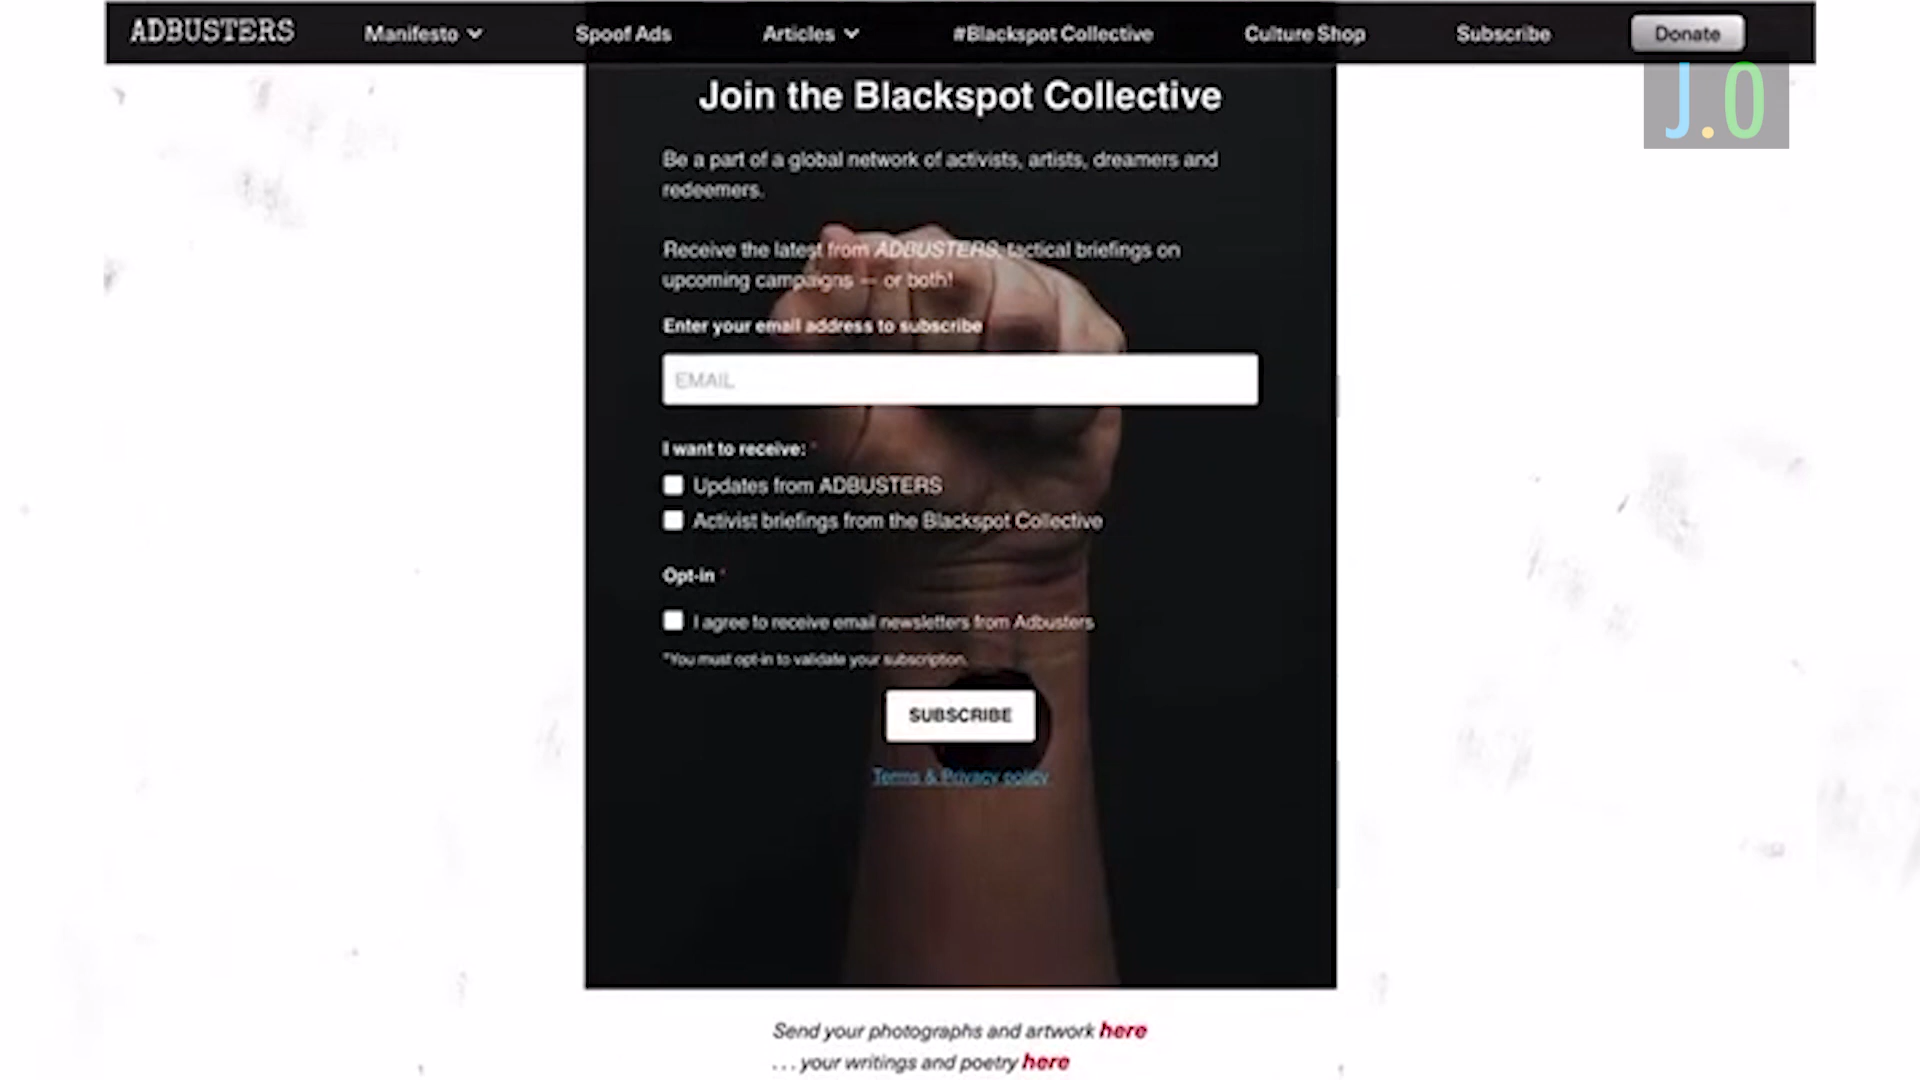 ADBUSTERS Manifesto Spoof Ads Articles #Blackspot Collective Culture Shop Subscribe Donate
J.O
Join the Blackspot Collective
Be a part of a global network of activists, artists, dreamers and
redeemers.
Receive the latest from ADBUSTERS, tactical briefings on
upcoming campaigns — or both!
Enter your email address to subscribe
EMAIL
I want to receive: *
Updates from ADBUSTERS
Activist briefings from the Blackspot Collective
Opt-in *
I agree to receive email newsletters from Adbusters
*You must opt-in to validate your subscription.
SUBSCRIBE
Terms & Privacy policy
Send your photographs and artwork here
. . . your writings and poetry here